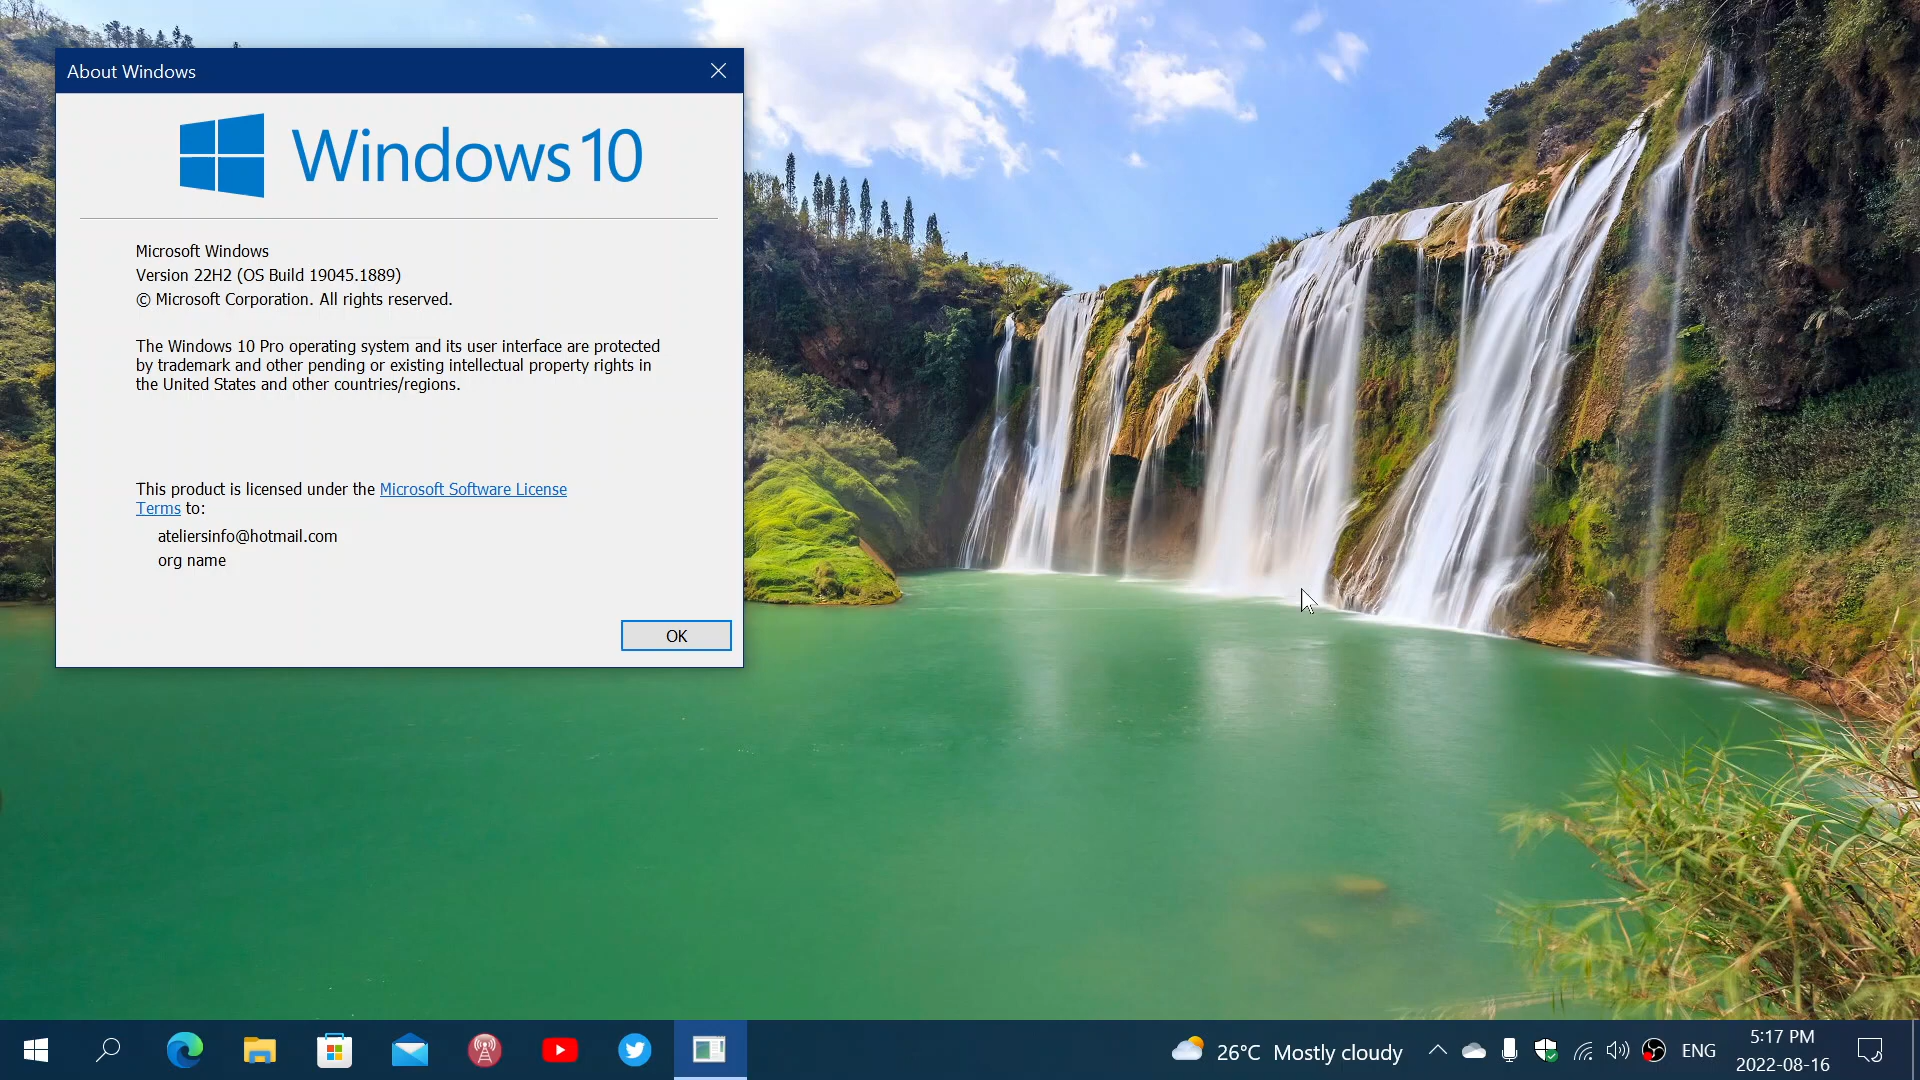 About Windows
Windows 10
Microsoft Windows
Version 22H2 (OS Build 19045.1889)
© Microsoft Corporation. All rights reserved.
The Windows 10 Pro operating system and its user interface are protected
by trademark and other pending or existing intellectual property rights in
the United States and other countries/regions.
This product is licensed under the Microsoft Software License
Terms to:
ateliersinfo@hotmail.com
org name
OK
26°C Mostly cloudy
ENG
5:17 PM
2022-08-16